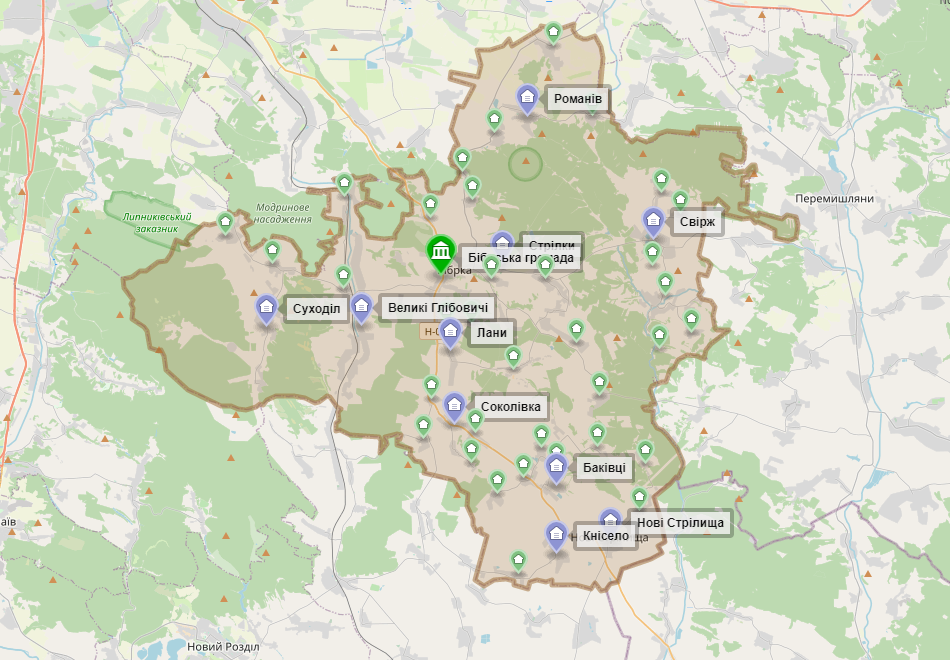 Романів
Перемишляни
Липниківський
заказник
Модринове
насадження
Свірж
Стрілки
Бібрська громада
Суходіл
Великі Глібовичі
Лани
Соколівка
Баківці
Нові Стрілища
Кнісело
Новий Розділ